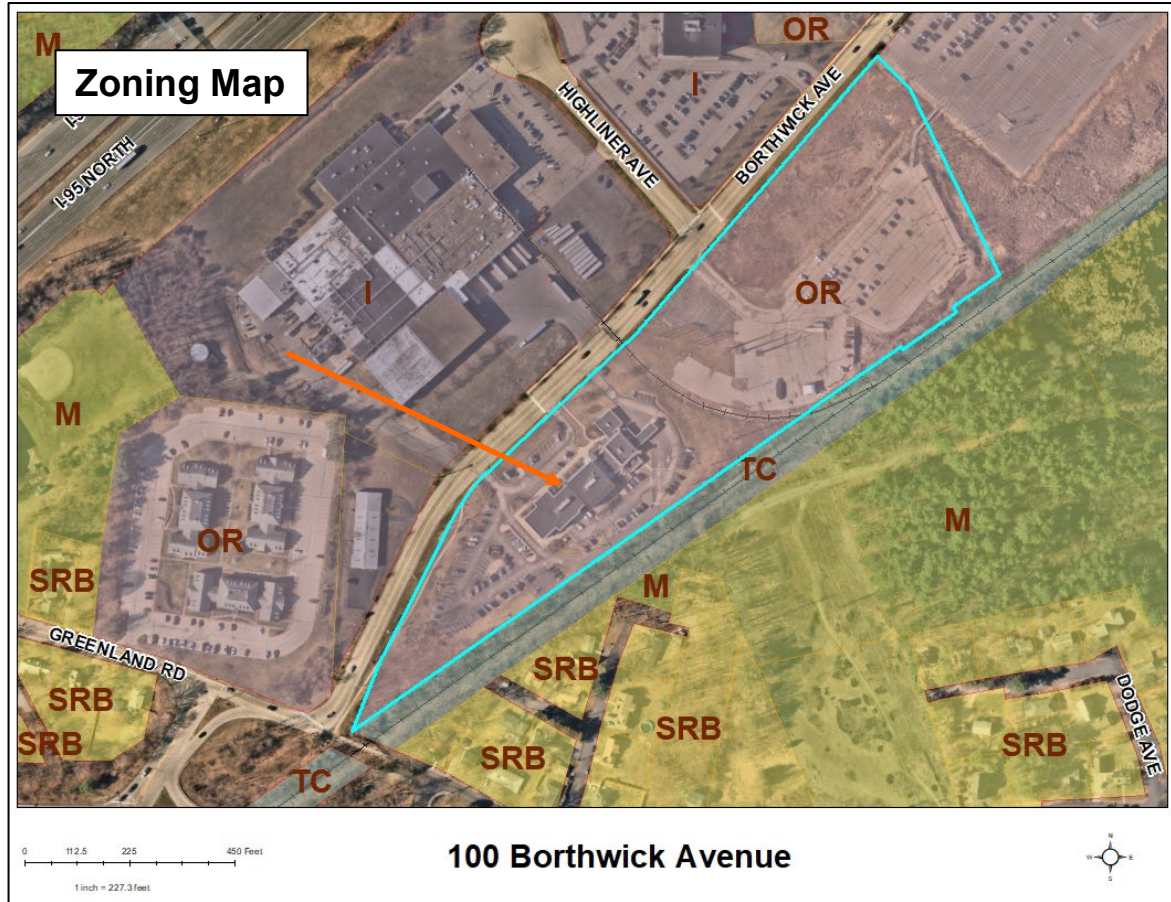 M
OR
Zoning Map
I
HIGHLINER AVE
BORTHWICK AVE
I-95 NORTH
OR
I
M
TC
OR
M
SRB
M
GREENLAND RD
SRB
SRB
SRB
SRB
SRB
SRB
DODGE AVE
SRB
TC
0 112.5 225 450 Feet
1 inch = 227.3 feet
100 Borthwick Avenue
N
W E
S